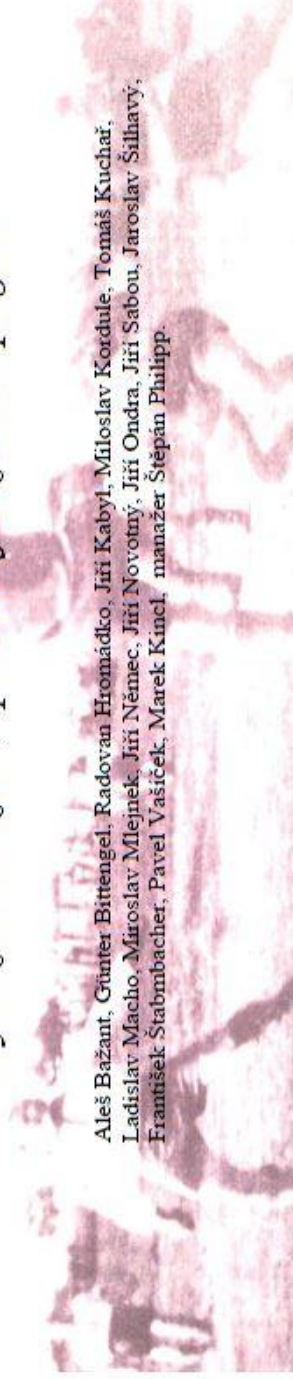 Aleš Bažant, Günter Bittengel, Radovan Hromádko, Jiří Kabyl, Miloslav Kordule, Tomáš Kuchař,
Ladislav Macho, Miroslav Mlejnek, Jiří Němec, Jiří Novotný, Jiří Ondra, Jiří Sabou, Jaroslav Šilhavý,
František Štabmbacher, Pavel Vašíček, Marek Kincl, manažer Štěpán Philipp.